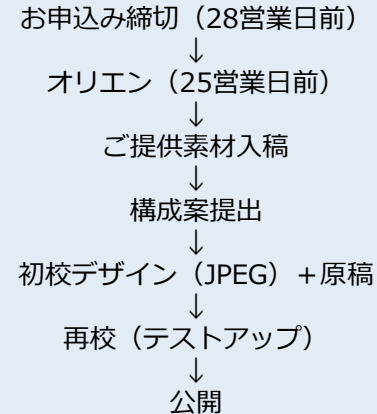 お申込み締切（28営業日前）
↓
オリエン（25営業日前）
↓
ご提供素材入稿
↓
構成案提出
↓
初校デザイン（JPEG）＋原稿
↓
再校（テストアップ）
↓
公開